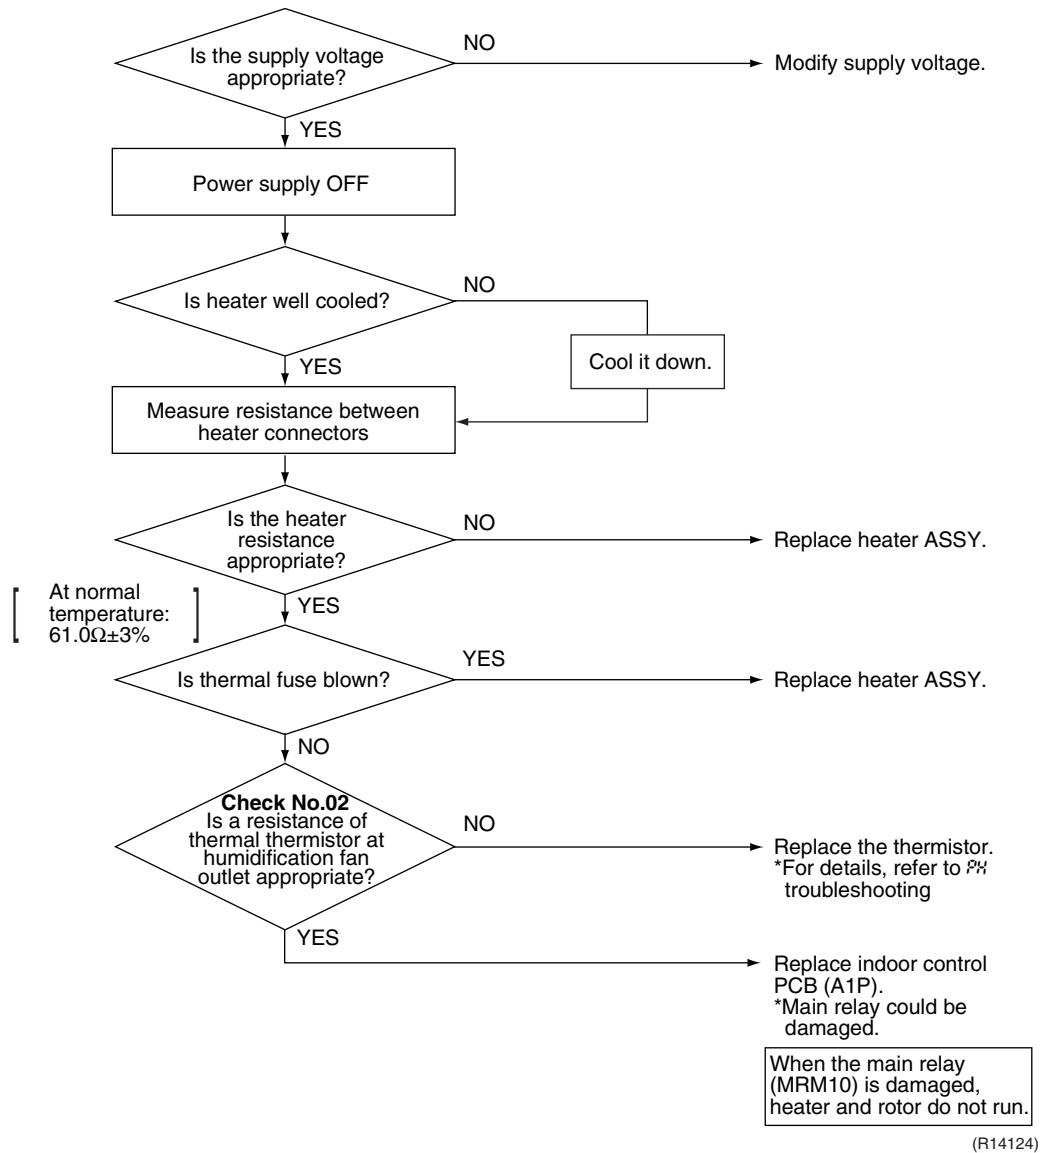 Is the supply voltage
appropriate?
NO
Modify supply voltage.
YES
Power supply OFF
Is heater well cooled?
NO
Cool it down.
YES
Measure resistance between
heater connectors
Is the heater
resistance
appropriate?
NO
Replace heater ASSY.
At normal
temperature:
61.0Ω±3%
YES
Is thermal fuse blown?
YES
Replace heater ASSY.
NO
Check No.02
Is a resistance of
thermal thermistor at
humidification fan
outlet appropriate?
NO
Replace the thermistor.
*For details, refer to PH
troubleshooting
YES
Replace indoor control
PCB (A1P).
*Main relay could be
damaged.
When the main relay
(MRM10) is damaged,
heater and rotor do not run.
(R14124)